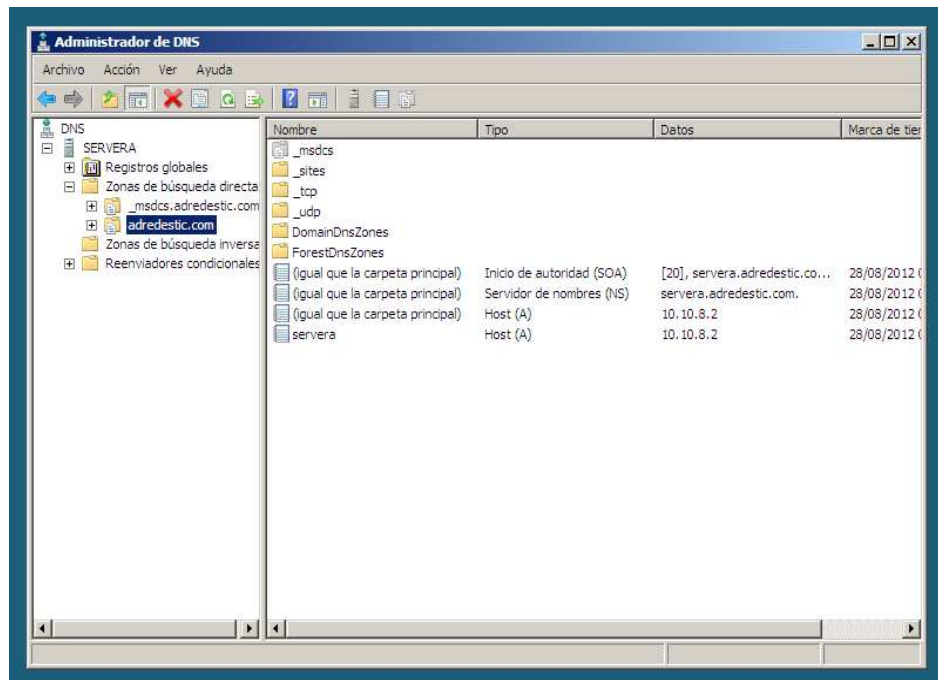 Administrador de DNS
Archivo Acción Ver Ayuda
DNS
SERVERA
Registros globales
Zonas de búsqueda directa
_msdcs.adredestic.com
adredestic.com
Zonas de búsqueda inversa
Reenviadores condicionales
Nombre Tipo Datos Marca de tier
_msdcs
_sites
_tcp
_udp
DomainDnsZones
ForestDnsZones
(igual que la carpeta principal) Inicio de autoridad (SOA) [20], servera.adredestic.co... 28/08/2012 0
(igual que la carpeta principal) Servidor de nombres (NS) servera.adredestic.com. 28/08/2012 0
(igual que la carpeta principal) Host (A) 10.10.8.2 28/08/2012 0
servera Host (A) 10.10.8.2 28/08/2012 0